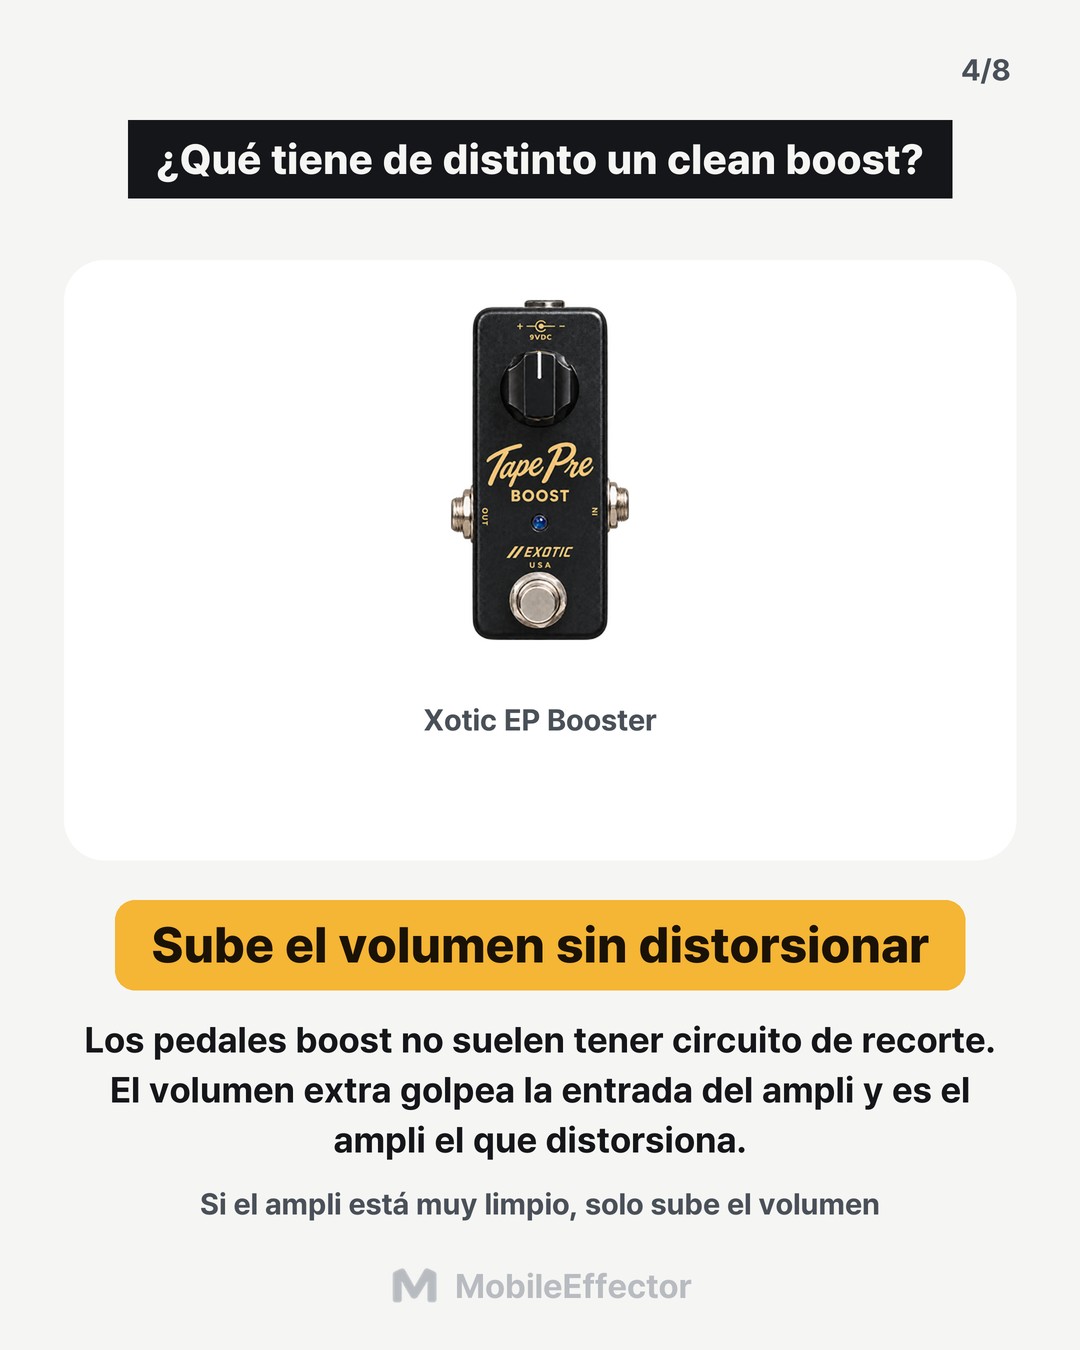 4/8
¿Qué tiene de distinto un clean boost?
+ −
9VDC
Tape Pre
BOOST
OUT
IN
EXOTIC
USA
Xotic EP Booster
Sube el volumen sin distorsionar
Los pedales boost no suelen tener circuito de recorte.
El volumen extra golpea la entrada del ampli y es el
ampli el que distorsiona.
Si el ampli está muy limpio, solo sube el volumen
MobileEffector